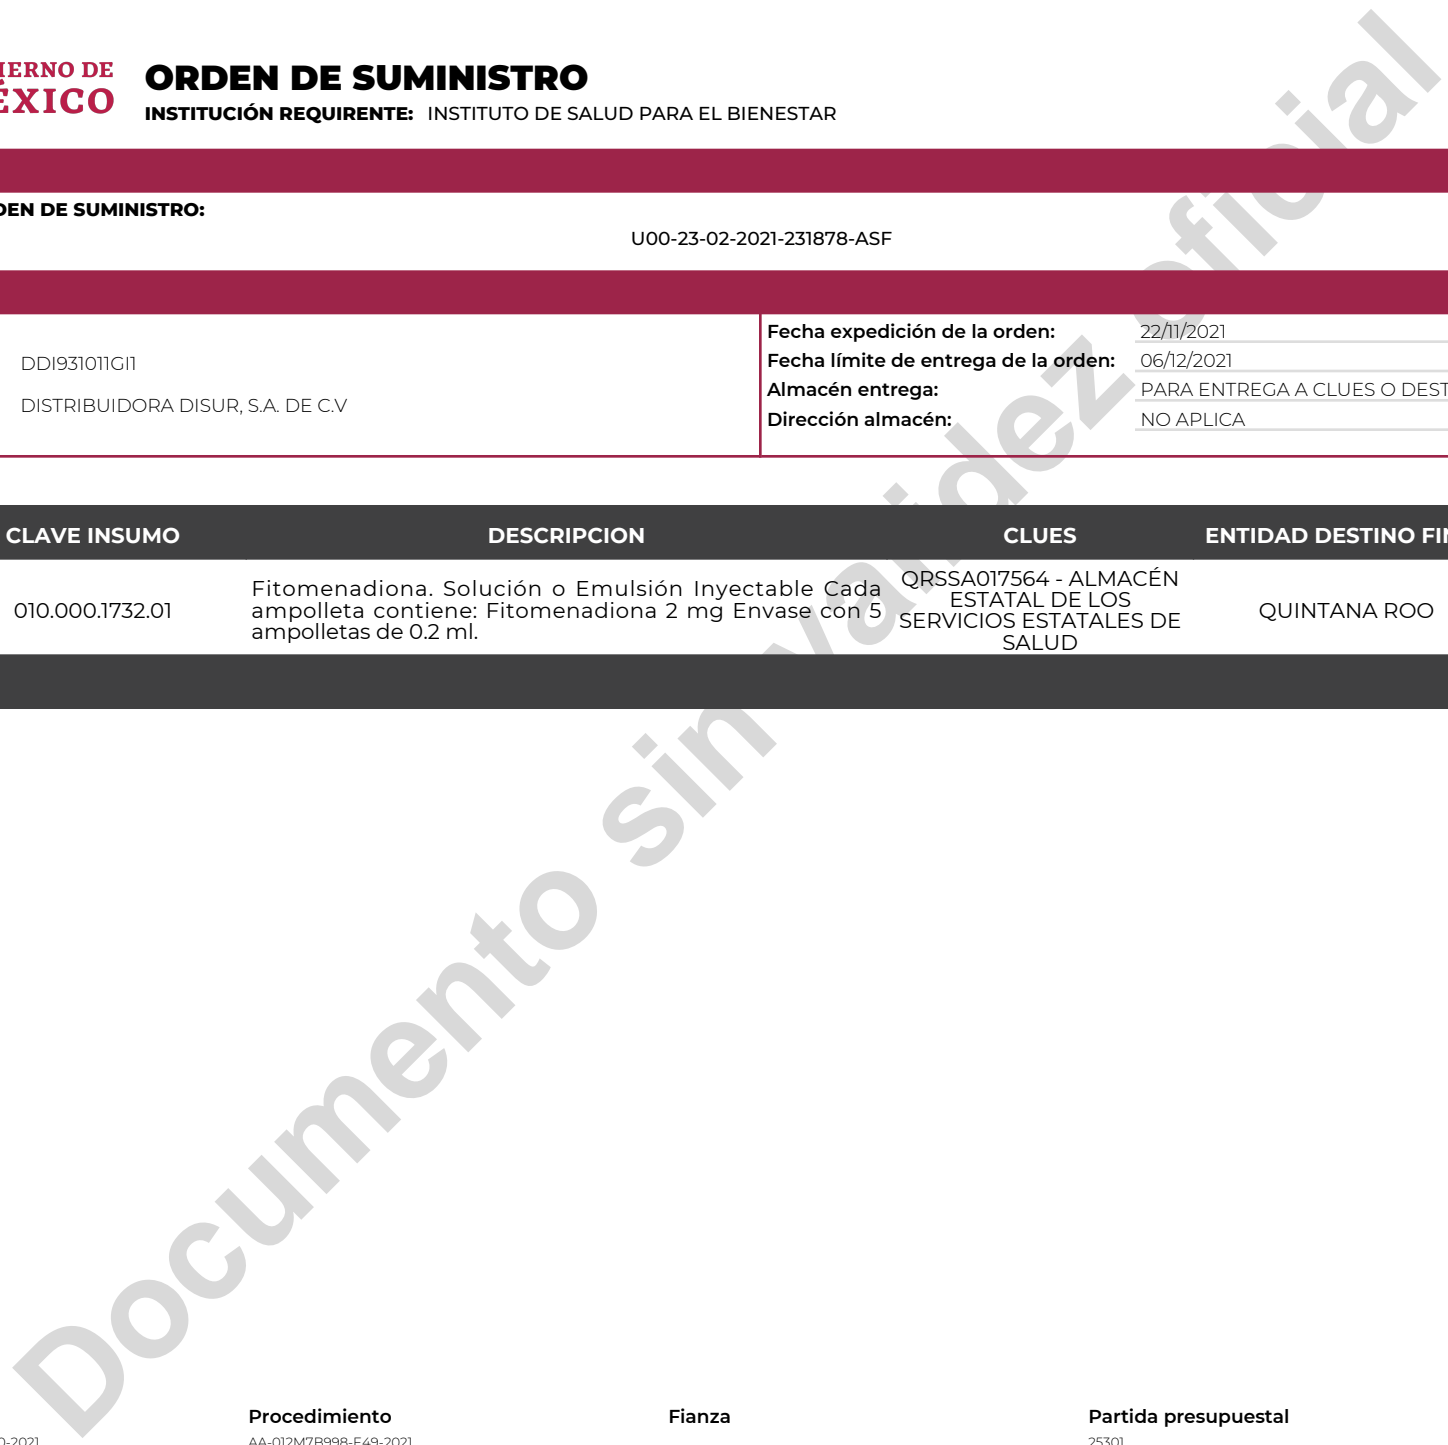 IERNO DE
ÉXICO
ORDEN DE SUMINISTRO
INSTITUCIÓN REQUIRENTE: INSTITUTO DE SALUD PARA EL BIENESTAR
DEN DE SUMINISTRO:
U00-23-02-2021-231878-ASF
DDI931011GI1
DISTRIBUIDORA DISUR, S.A. DE C.V
Fecha expedición de la orden: 22/11/2021
Fecha límite de entrega de la orden: 06/12/2021
Almacén entrega: PARA ENTREGA A CLUES O DEST
Dirección almacén: NO APLICA
CLAVE INSUMO DESCRIPCION CLUES ENTIDAD DESTINO FIN
010.000.1732.01
Fitomenadiona. Solución o Emulsión Inyectable Cada
ampolleta contiene: Fitomenadiona 2 mg Envase con 5
ampolletas de 0.2 ml.
QRSSA017564 - ALMACÉN
ESTATAL DE LOS
SERVICIOS ESTATALES DE
SALUD
QUINTANA ROO
Documento sin validez oficial
Procedimiento Fianza Partida presupuestal
0-2021 AA-012M7B998-E49-2021 25301